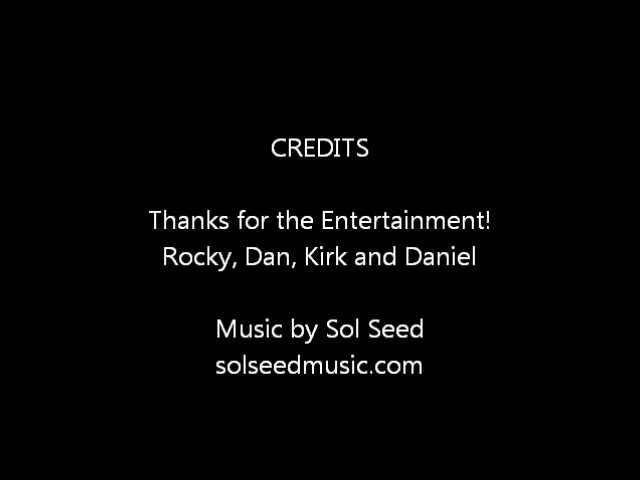 CREDITS
Thanks for the Entertainment!
Rocky, Dan, Kirk and Daniel
Music by Sol Seed
solseedmusic.com